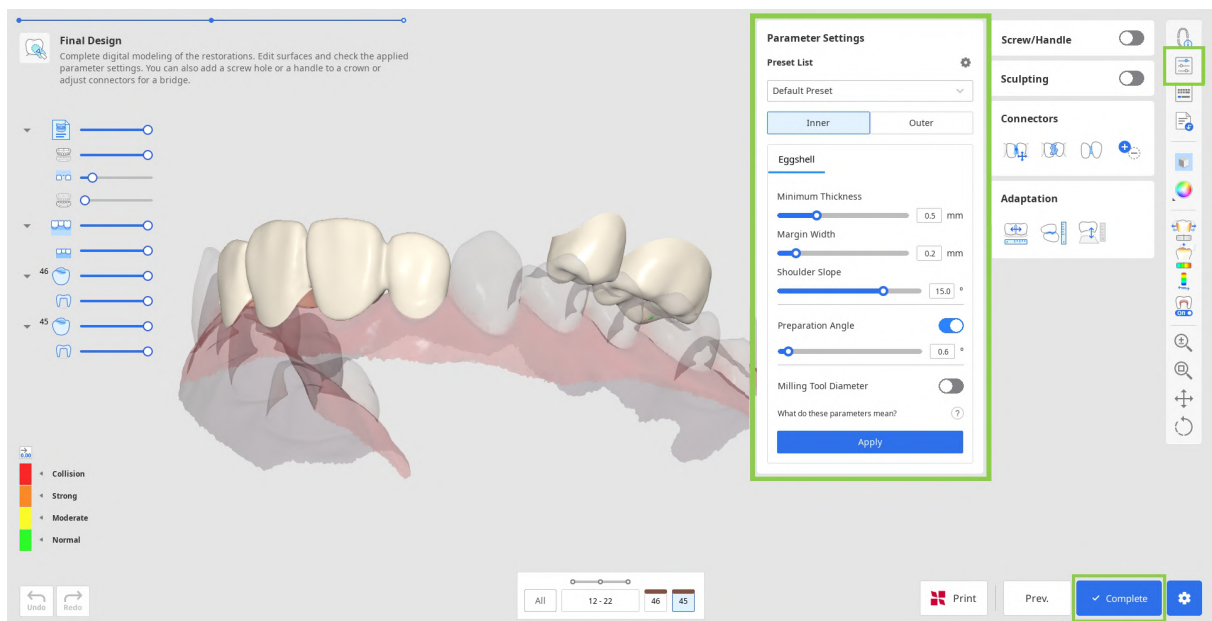 Final Design
Complete digital modeling of the restorations. Edit surfaces and check the applied
parameter settings. You can also add a screw hole or a handle to a crown or
adjust connectors for a bridge.
46
45
0.00
Collision
Strong
Moderate
Normal
Undo
Redo
Parameter Settings
Preset List
Default Preset
Inner
Outer
Eggshell
Minimum Thickness
0.5 mm
Margin Width
0.2 mm
Shoulder Slope
15.0 °
Preparation Angle
0.6 °
Milling Tool Diameter
What do these parameters mean?
?
Apply
Screw/Handle
Sculpting
Connectors
Adaptation
ON
All
12 - 22
46
45
Print
Prev.
Complete